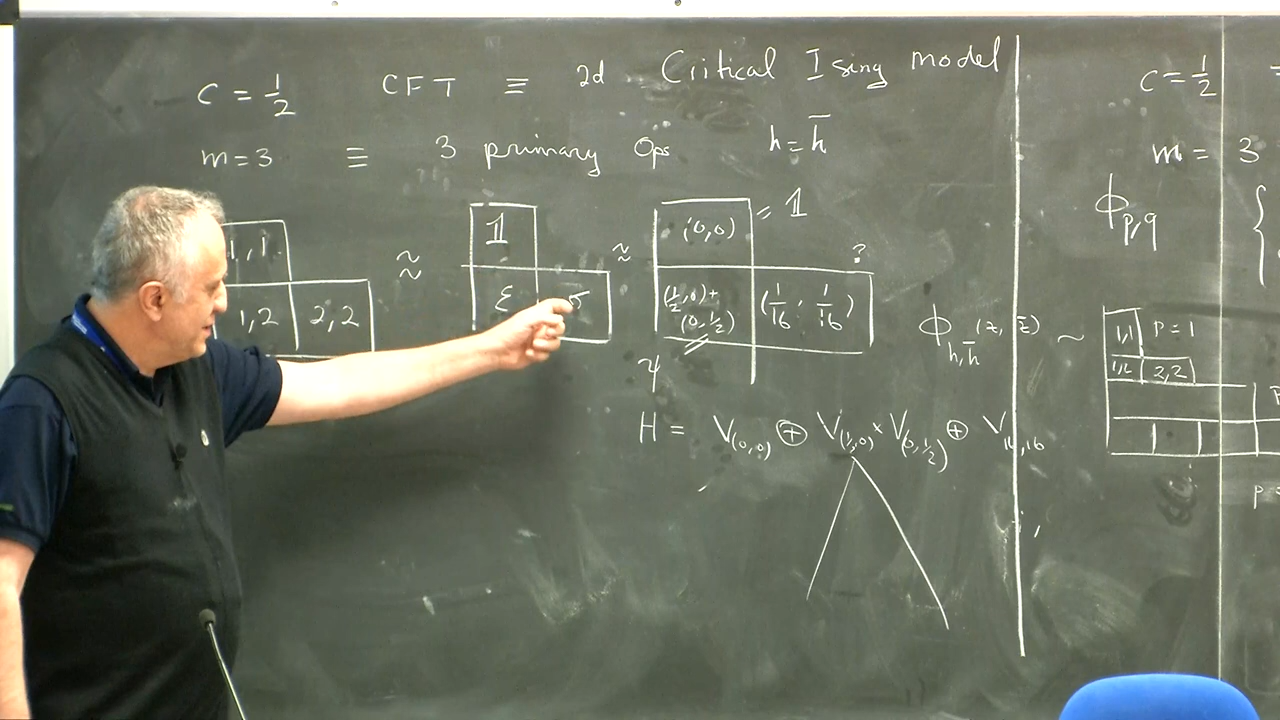 C = 1/2 CFT ≡ 2d Critical Ising model
m = 3 ≡ 3 primary Ops h = h̄
1,1 ≈ 1 ≈ (0,0) = 1
1,2 2,2 ε σ (1/2,0)+(0,1/2) (1/16, 1/16) ?
ψ
ϕ_{h,h̄}(z, z̄) ~
H = V_(0,0) ⊕ V_(1/2,0) × V_(0,1/2) ⊕ V_{16,16}
C = 1/2
m = 3
ϕ_{p,q} {
1,1 P = 1
1,2 2,2
p=